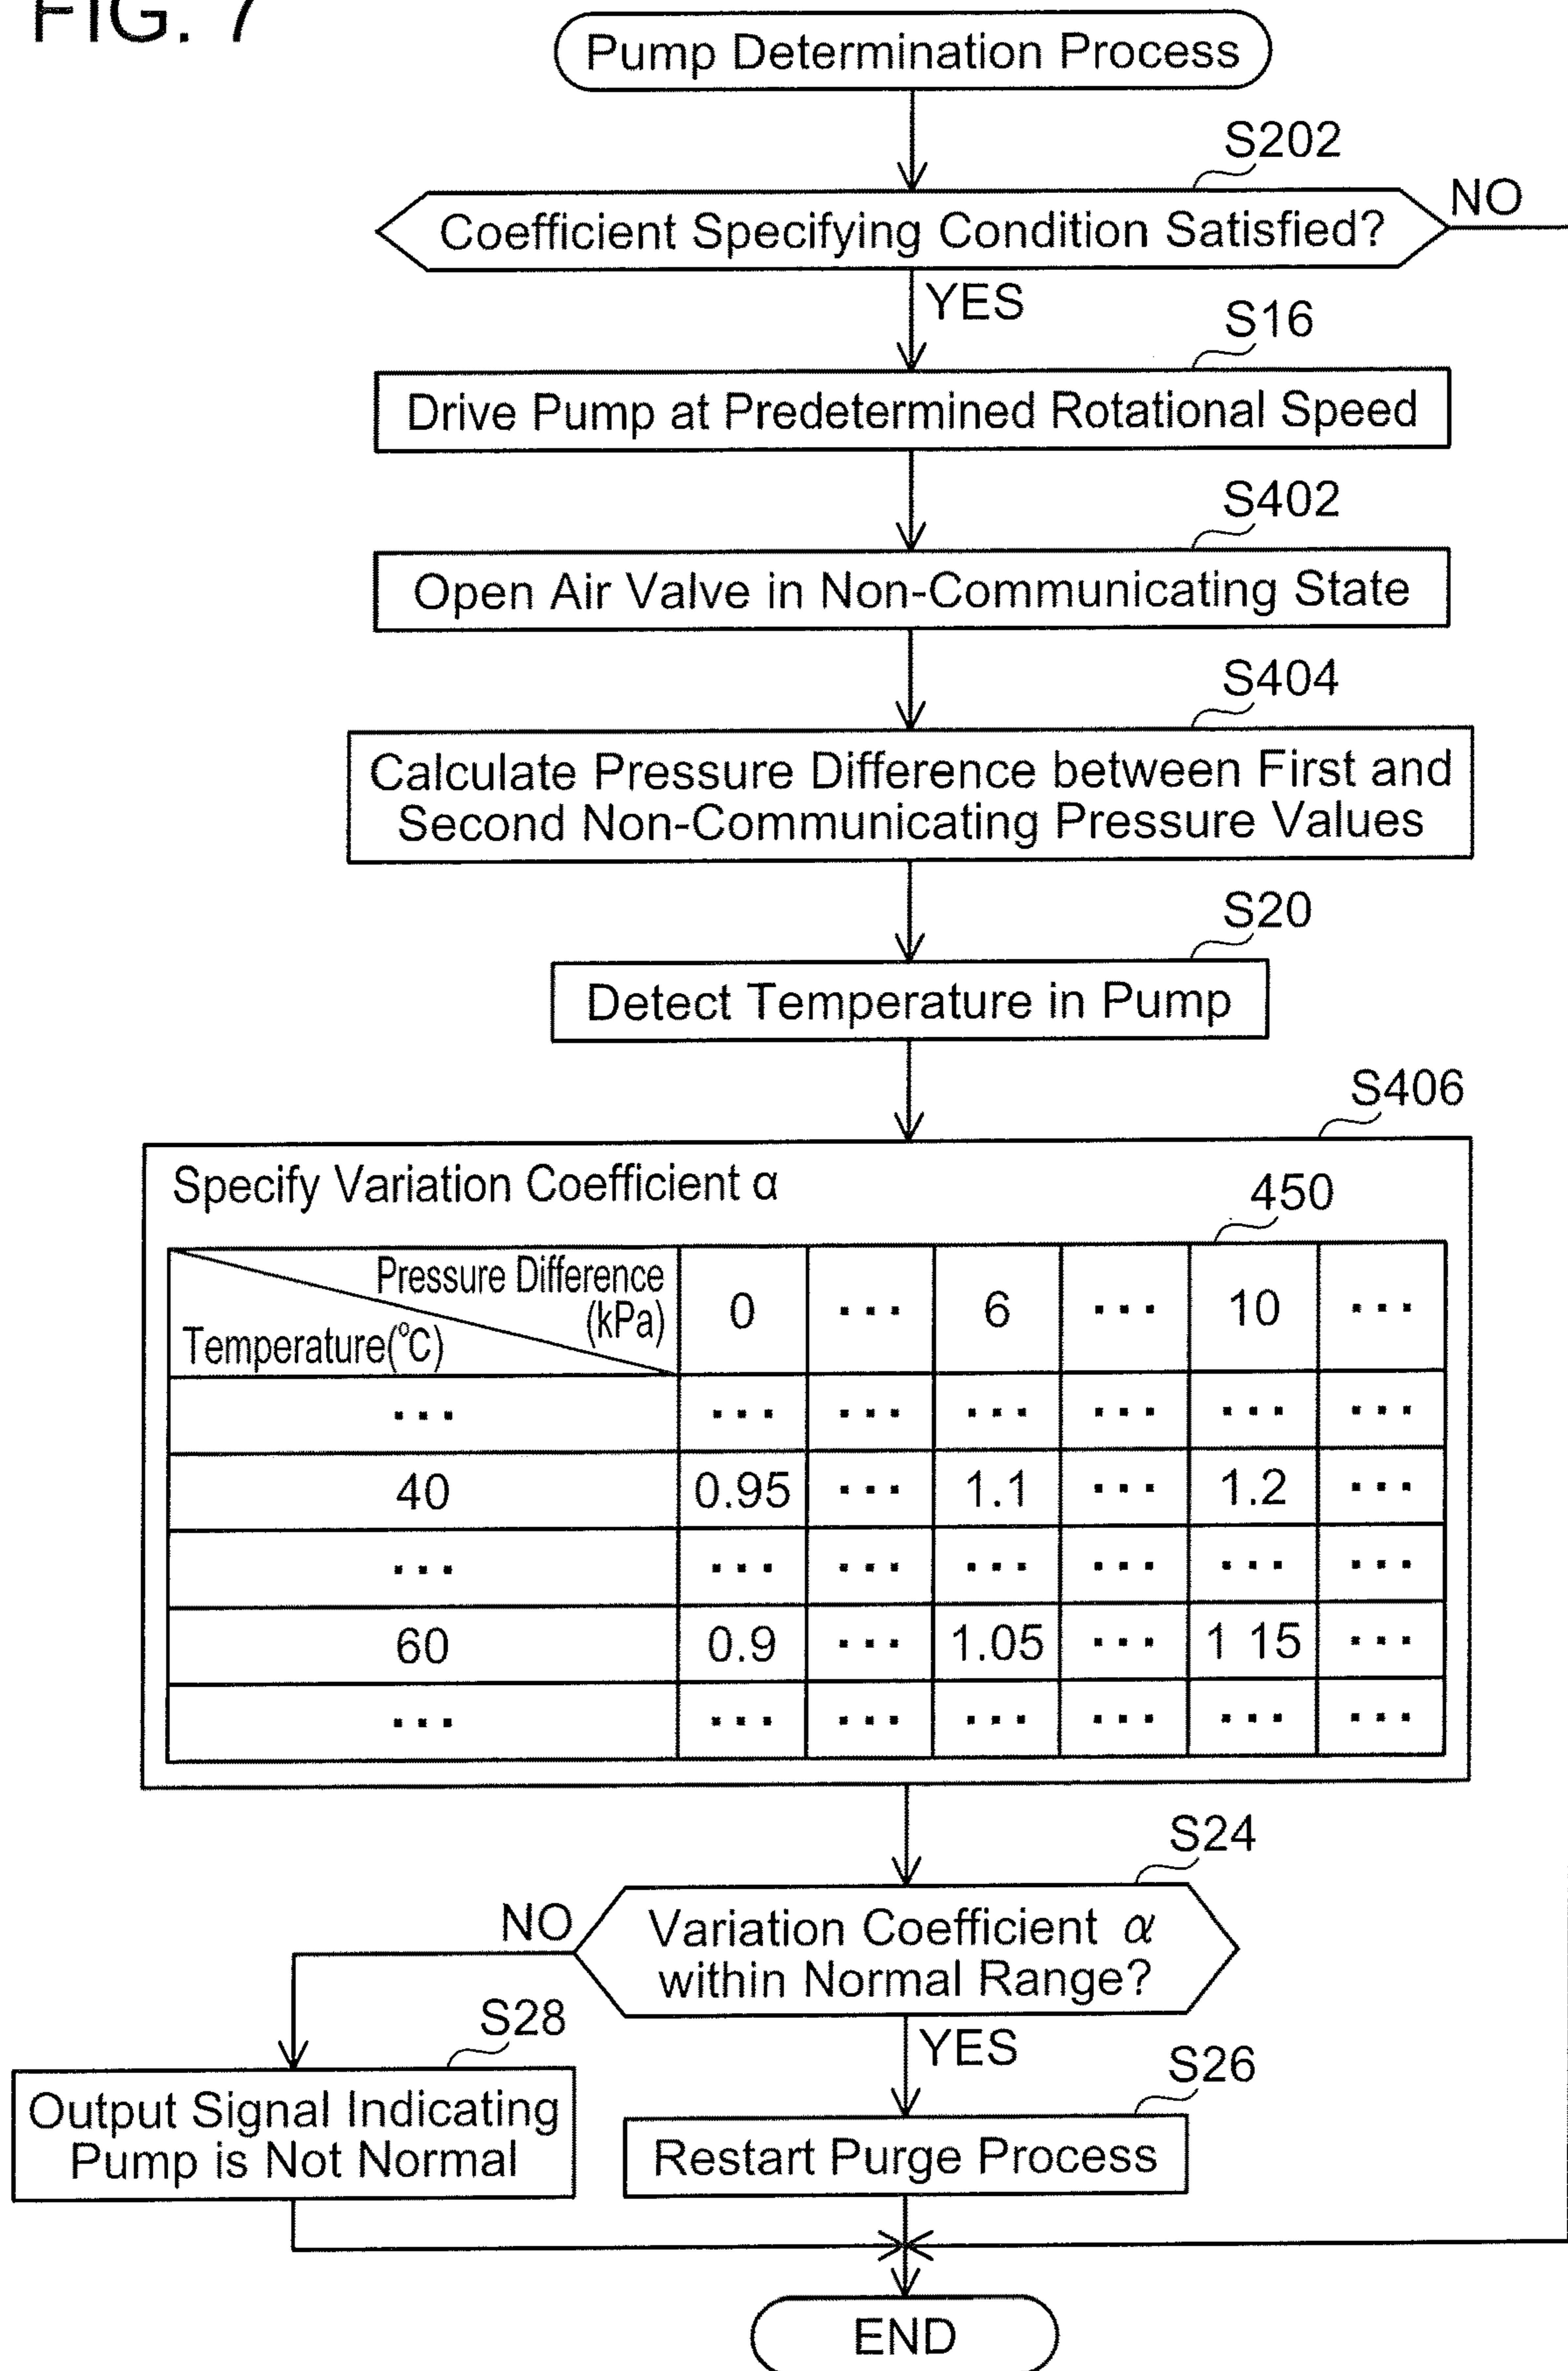 FIG. 7
Pump Determination Process
S202
Coefficient Specifying Condition Satisfied?
NO
YES
S16
Drive Pump at Predetermined Rotational Speed
S402
Open Air Valve in Non-Communicating State
S404
Calculate Pressure Difference between First and
Second Non-Communicating Pressure Values
S20
Detect Temperature in Pump
S406
Specify Variation Coefficient α
450
Pressure Difference
(kPa)
Temperature(°C)
0 ... 6 ... 10 ...
... ... ... ... ... ... ...
40 0.95 ... 1.1 ... 1.2 ...
... ... ... ... ... ... ...
60 0.9 ... 1.05 ... 1 15 ...
... ... ... ... ... ... ...
S24
Variation Coefficient α
within Normal Range?
NO
YES
S28
Output Signal Indicating
Pump is Not Normal
S26
Restart Purge Process
END